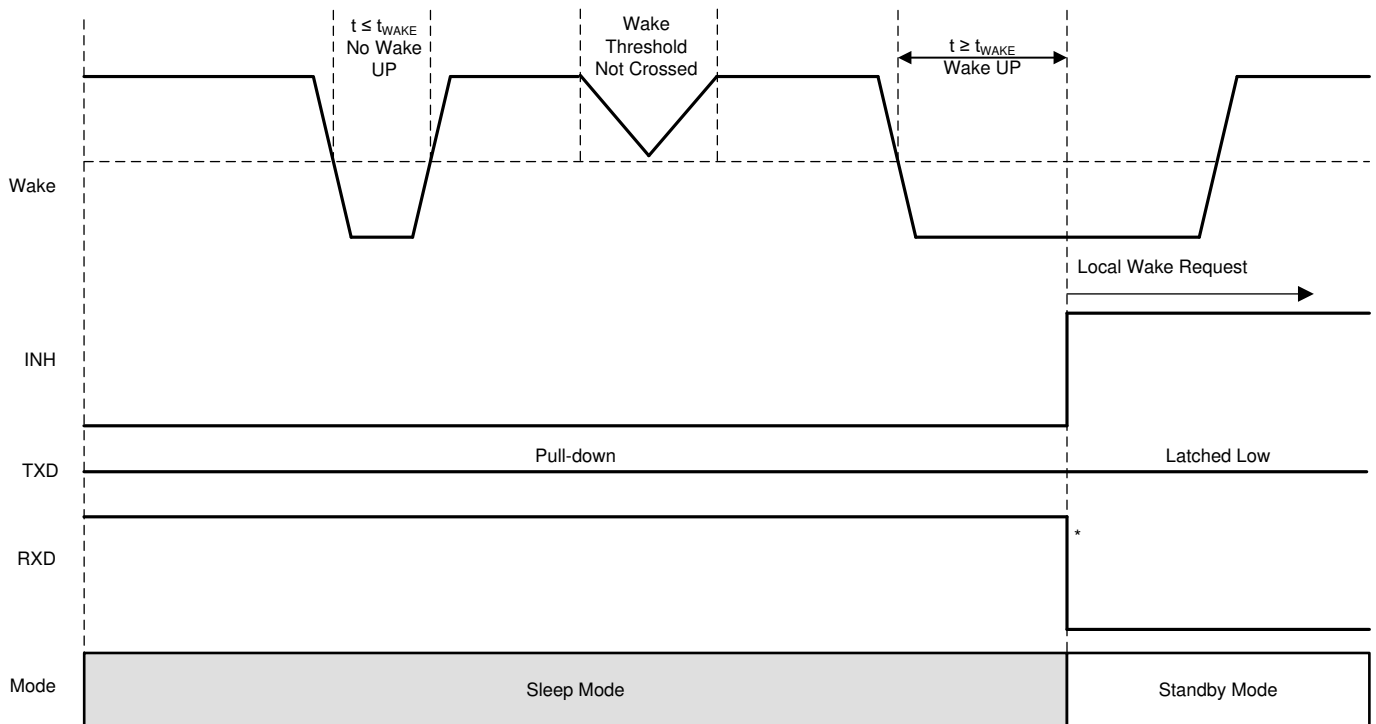 t ≤ tWAKE
No Wake
UP
Wake
Threshold
Not Crossed
t ≥ tWAKE
Wake UP
Wake
Local Wake Request
INH
Pull-down
Latched Low
TXD
*
RXD
Mode
Sleep Mode
Standby Mode